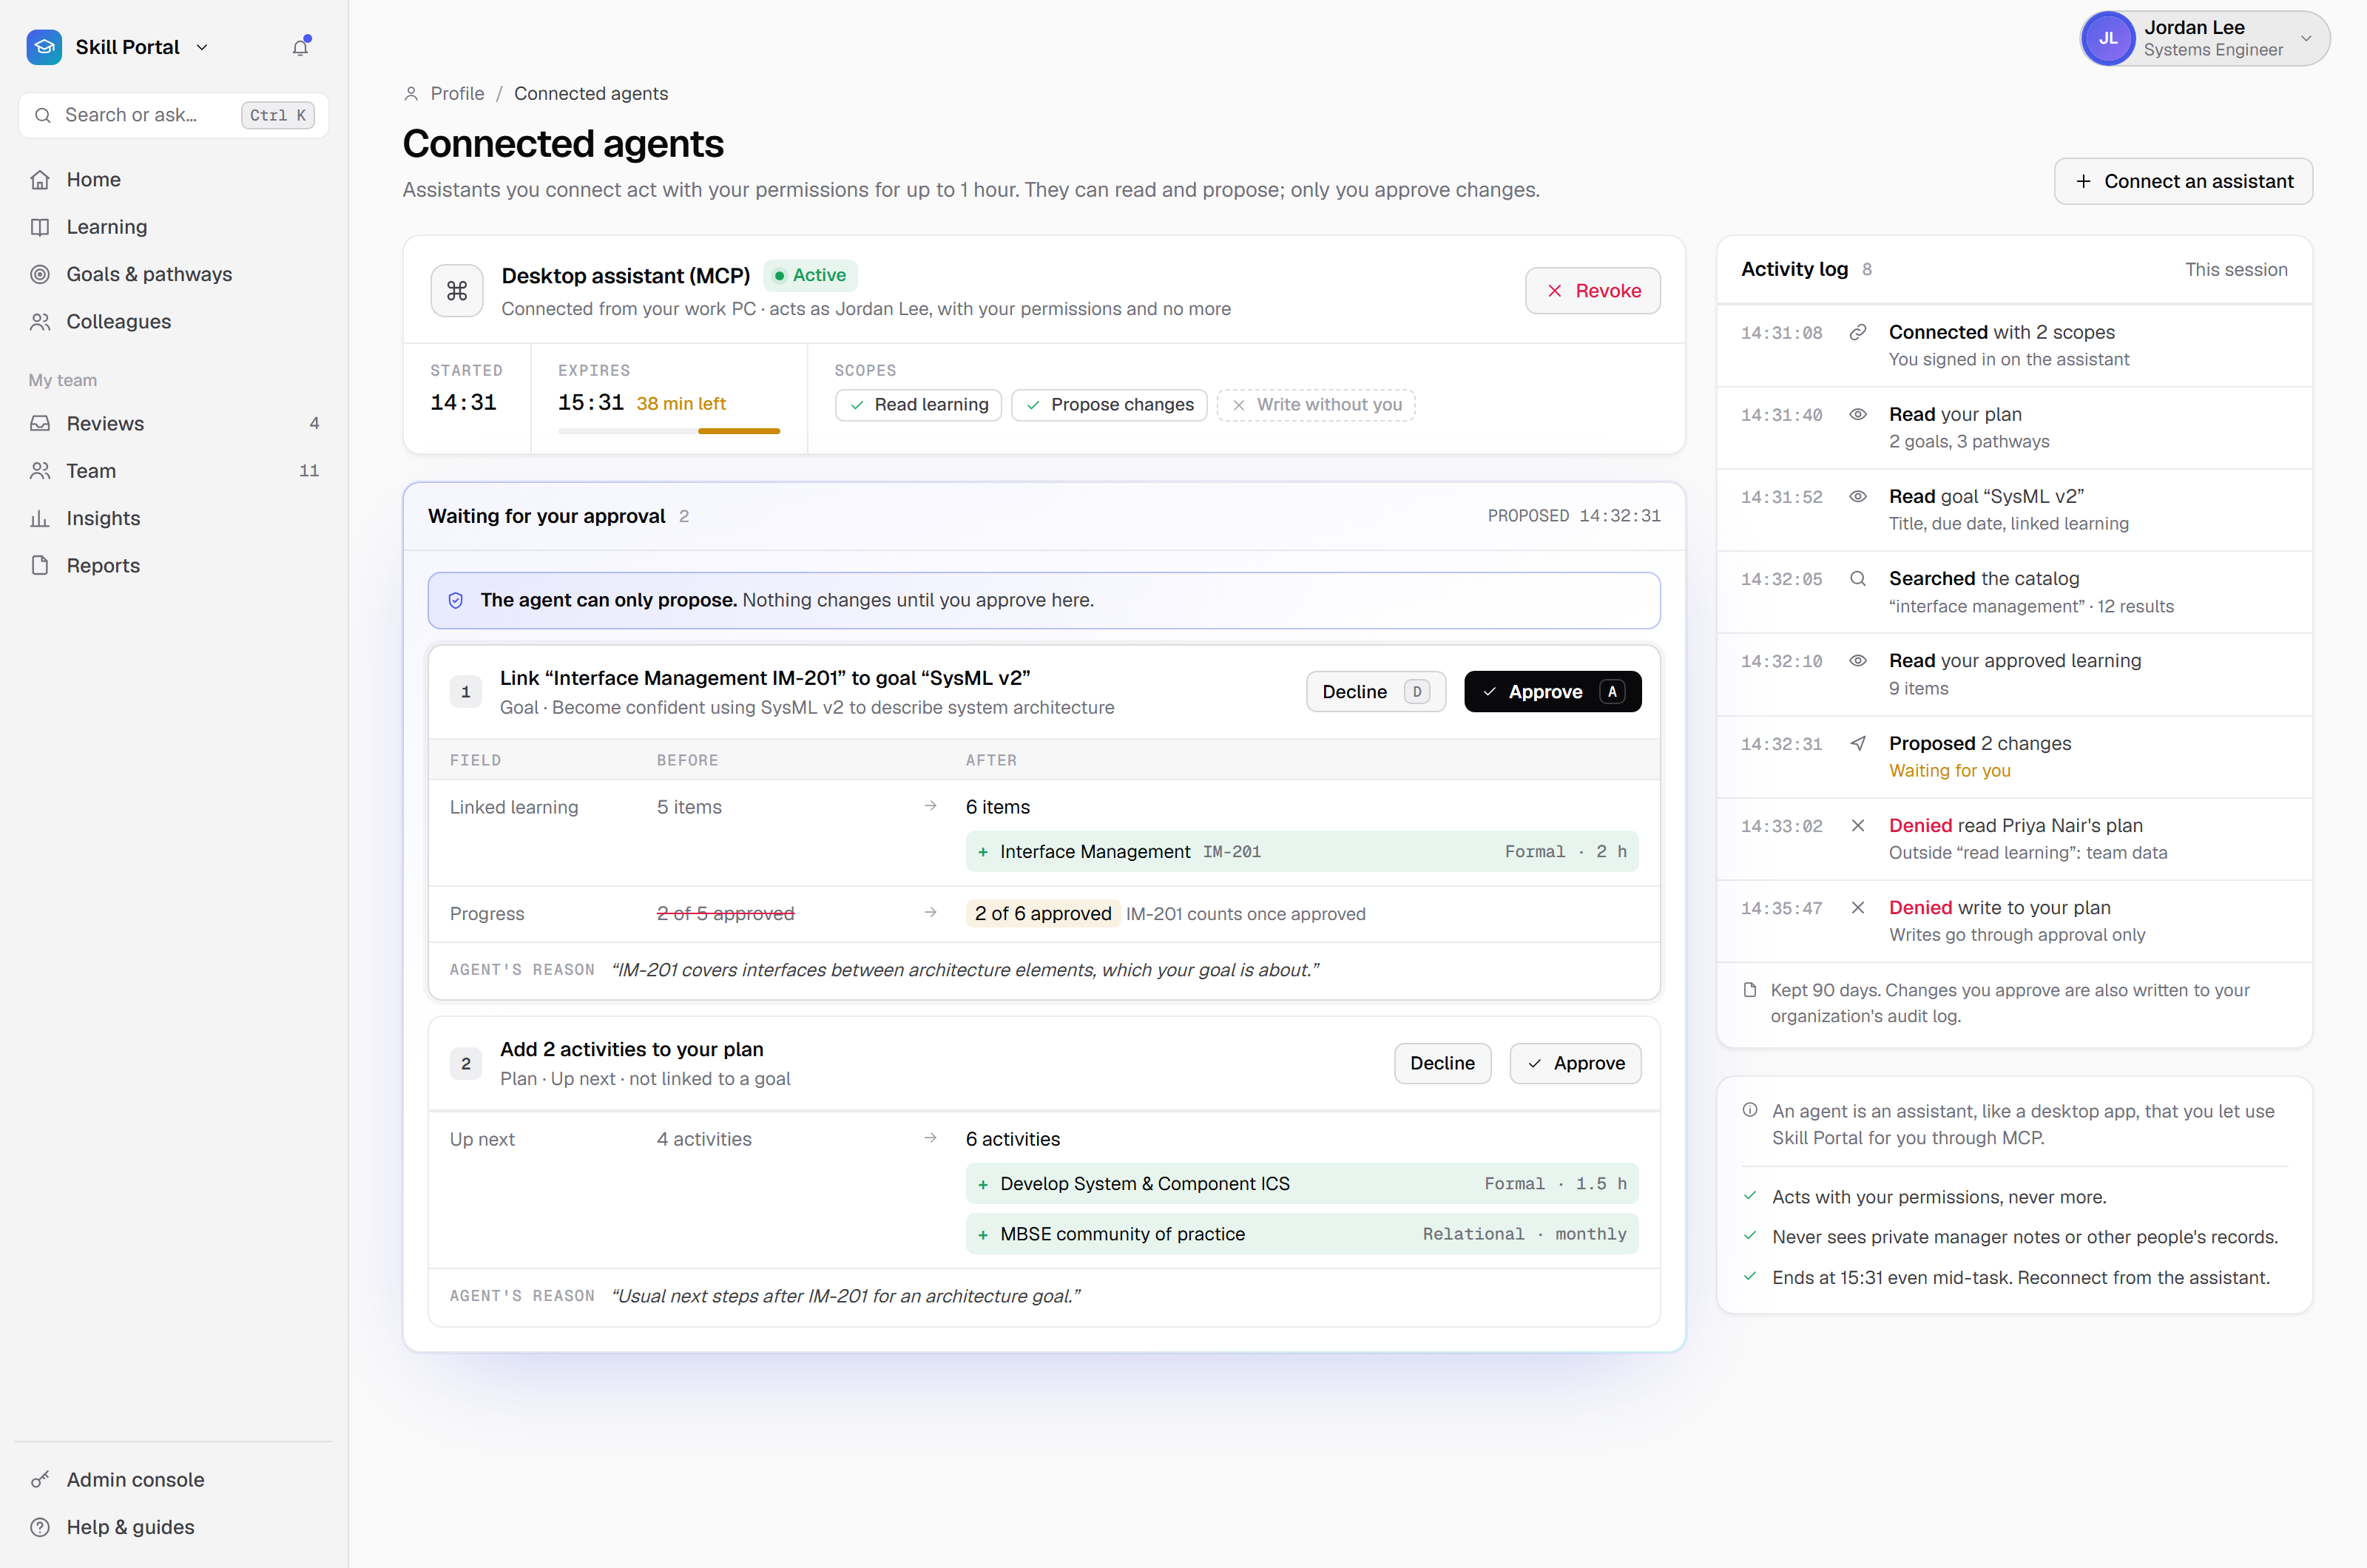 Skill Portal
Search or ask...
Ctrl K
Home
Learning
Goals & pathways
Colleagues
My team
Reviews 4
Team 11
Insights
Reports
Admin console
Help & guides
JL
Jordan Lee
Systems Engineer
Profile / Connected agents
Connected agents
Assistants you connect act with your permissions for up to 1 hour. They can read and propose; only you approve changes.
+ Connect an assistant
Desktop assistant (MCP) Active
Connected from your work PC · acts as Jordan Lee, with your permissions and no more
Revoke
STARTED
14:31
EXPIRES
15:31 38 min left
SCOPES
Read learning
Propose changes
Write without you
Waiting for your approval 2
PROPOSED 14:32:31
The agent can only propose. Nothing changes until you approve here.
1
Link “Interface Management IM-201” to goal “SysML v2”
Goal · Become confident using SysML v2 to describe system architecture
Decline D
Approve A
FIELD BEFORE AFTER
Linked learning 5 items → 6 items
+ Interface Management IM-201 Formal · 2 h
Progress 2 of 5 approved → 2 of 6 approved IM-201 counts once approved
AGENT'S REASON “IM-201 covers interfaces between architecture elements, which your goal is about.”
2
Add 2 activities to your plan
Plan · Up next · not linked to a goal
Decline
Approve
Up next 4 activities → 6 activities
+ Develop System & Component ICS Formal · 1.5 h
+ MBSE community of practice Relational · monthly
AGENT'S REASON “Usual next steps after IM-201 for an architecture goal.”
Activity log 8
This session
14:31:08 Connected with 2 scopes
You signed in on the assistant
14:31:40 Read your plan
2 goals, 3 pathways
14:31:52 Read goal “SysML v2”
Title, due date, linked learning
14:32:05 Searched the catalog
“interface management” · 12 results
14:32:10 Read your approved learning
9 items
14:32:31 Proposed 2 changes
Waiting for you
14:33:02 Denied read Priya Nair's plan
Outside “read learning”: team data
14:35:47 Denied write to your plan
Writes go through approval only
Kept 90 days. Changes you approve are also written to your
organization's audit log.
An agent is an assistant, like a desktop app, that you let use
Skill Portal for you through MCP.
Acts with your permissions, never more.
Never sees private manager notes or other people's records.
Ends at 15:31 even mid-task. Reconnect from the assistant.